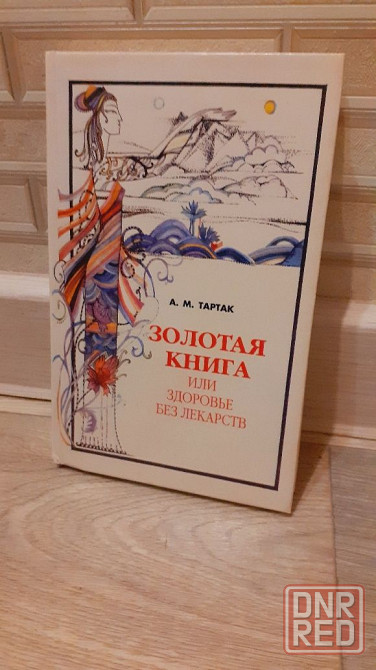 А. М. ТАРТАК
ЗОЛОТАЯ
КНИГА
ИЛИ
ЗДОРОВЬЕ
БЕЗ ЛЕКАРСТВ
DNR
RED